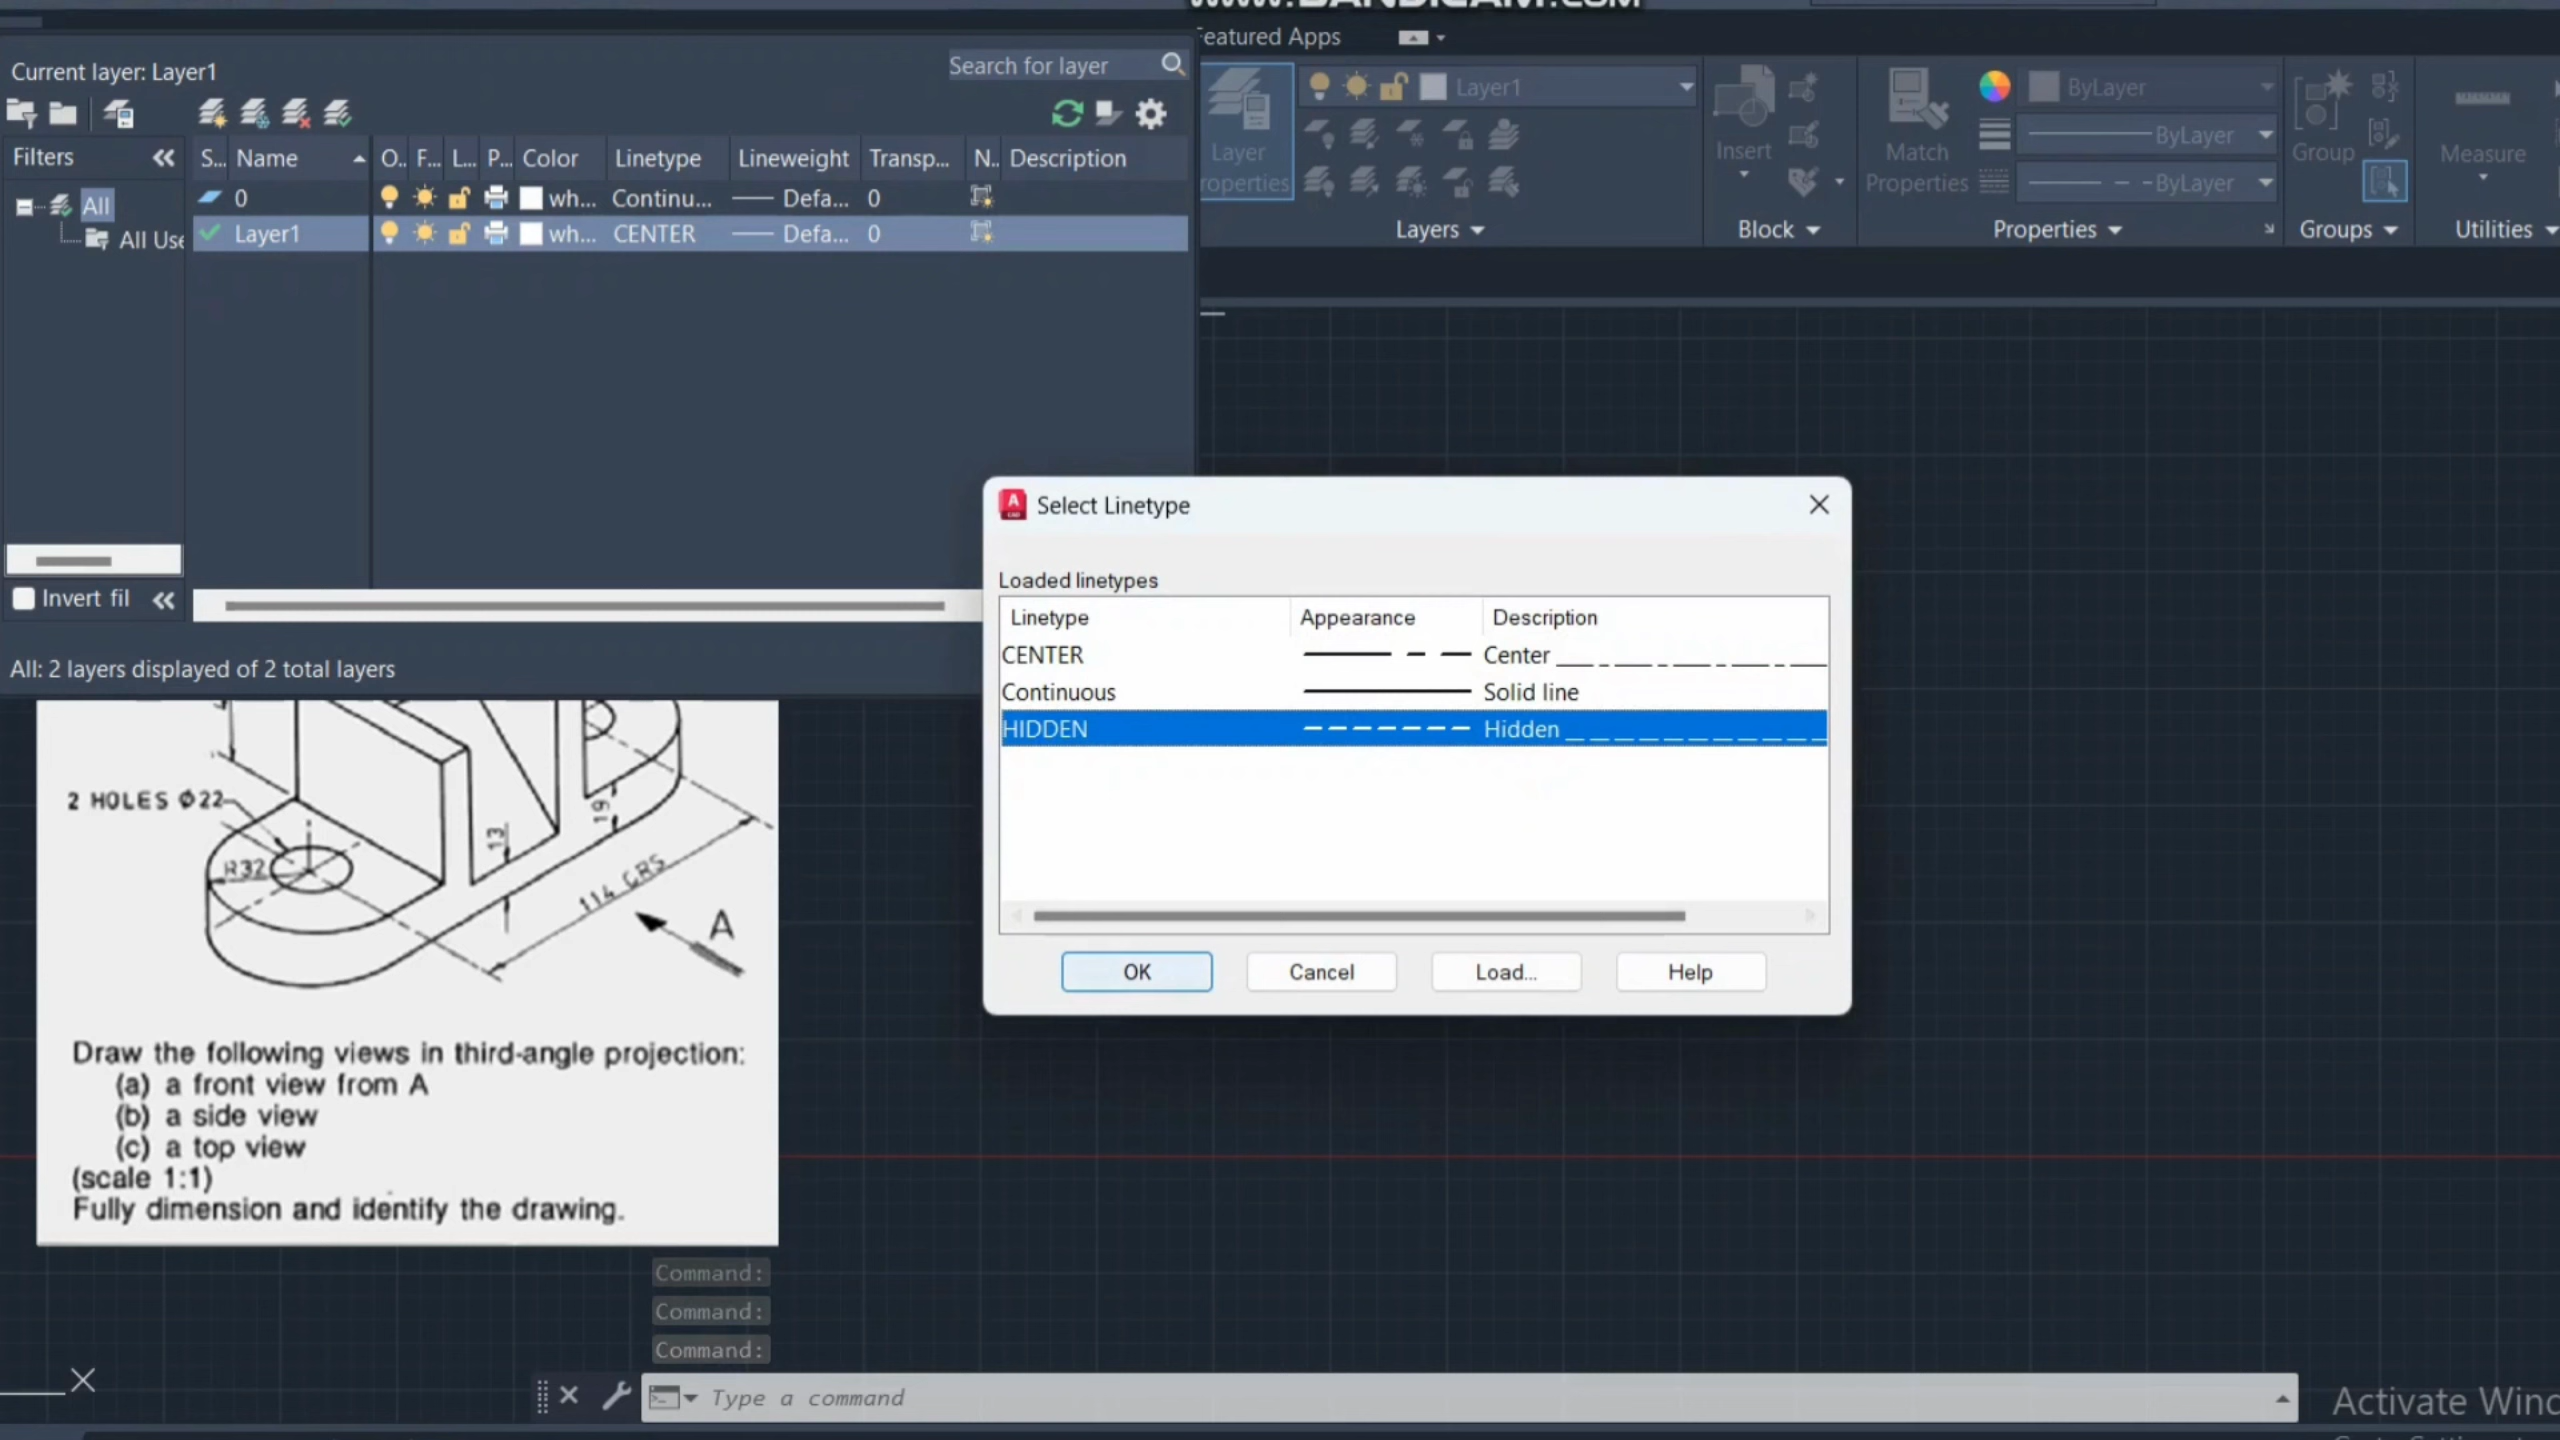 Featured Apps
Current layer: Layer1
Search for layer
Filters
S... Name O.. F... L... P... Color Linetype Lineweight Transp... N.. Description
All
0 wh... Continu... Defa... 0
All Use
Layer1 wh... CENTER Defa... 0
Invert fil
All: 2 layers displayed of 2 total layers
Layer
Properties
Layer1
Layers
Insert
Block
Match
Properties
ByLayer
ByLayer
ByLayer
Properties
Group
Groups
Measure
Utilities
Select Linetype
Loaded linetypes
Linetype Appearance Description
CENTER Center
Continuous Solid line
HIDDEN Hidden
OK Cancel Load... Help
2 HOLES Ø22
R32
13
19
114 CRS
A
Draw the following views in third-angle projection:
(a) a front view from A
(b) a side view
(c) a top view
(scale 1:1)
Fully dimension and identify the drawing.
Command:
Command:
Command:
Type a command
Activate Wind